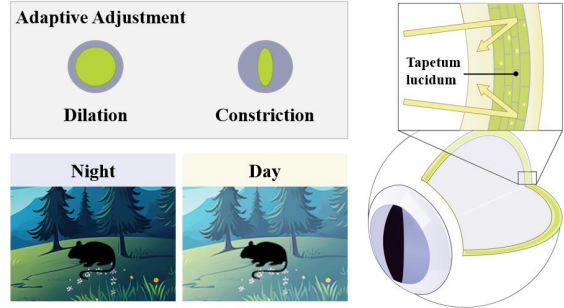 Adaptive Adjustment
Dilation
Constriction
Tapetum
lucidum
Night
Day